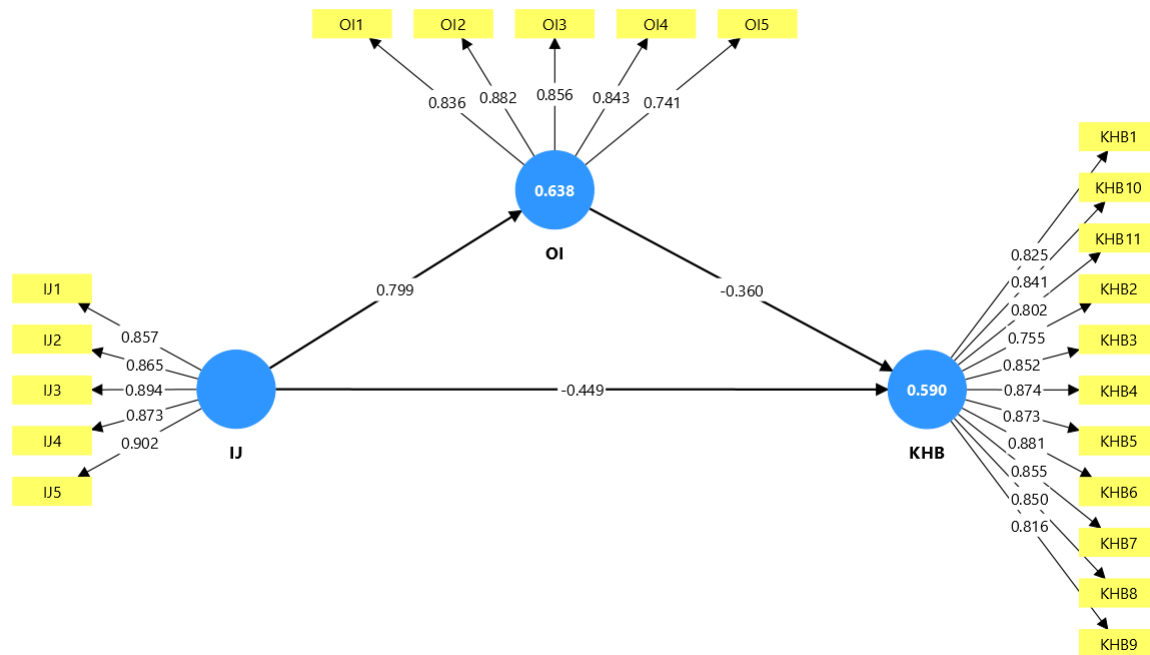 OI1 OI2 OI3 OI4 OI5
0.836 0.882 0.856 0.843 0.741
0.638
OI
0.799
-0.360
IJ1
IJ2
IJ3
IJ4
IJ5
0.857
0.865
0.894
0.873
0.902
IJ
-0.449
0.590
KHB
0.825
0.841
0.802
0.755
0.852
0.874
0.873
0.881
0.855
0.850
0.816
KHB1
KHB10
KHB11
KHB2
KHB3
KHB4
KHB5
KHB6
KHB7
KHB8
KHB9